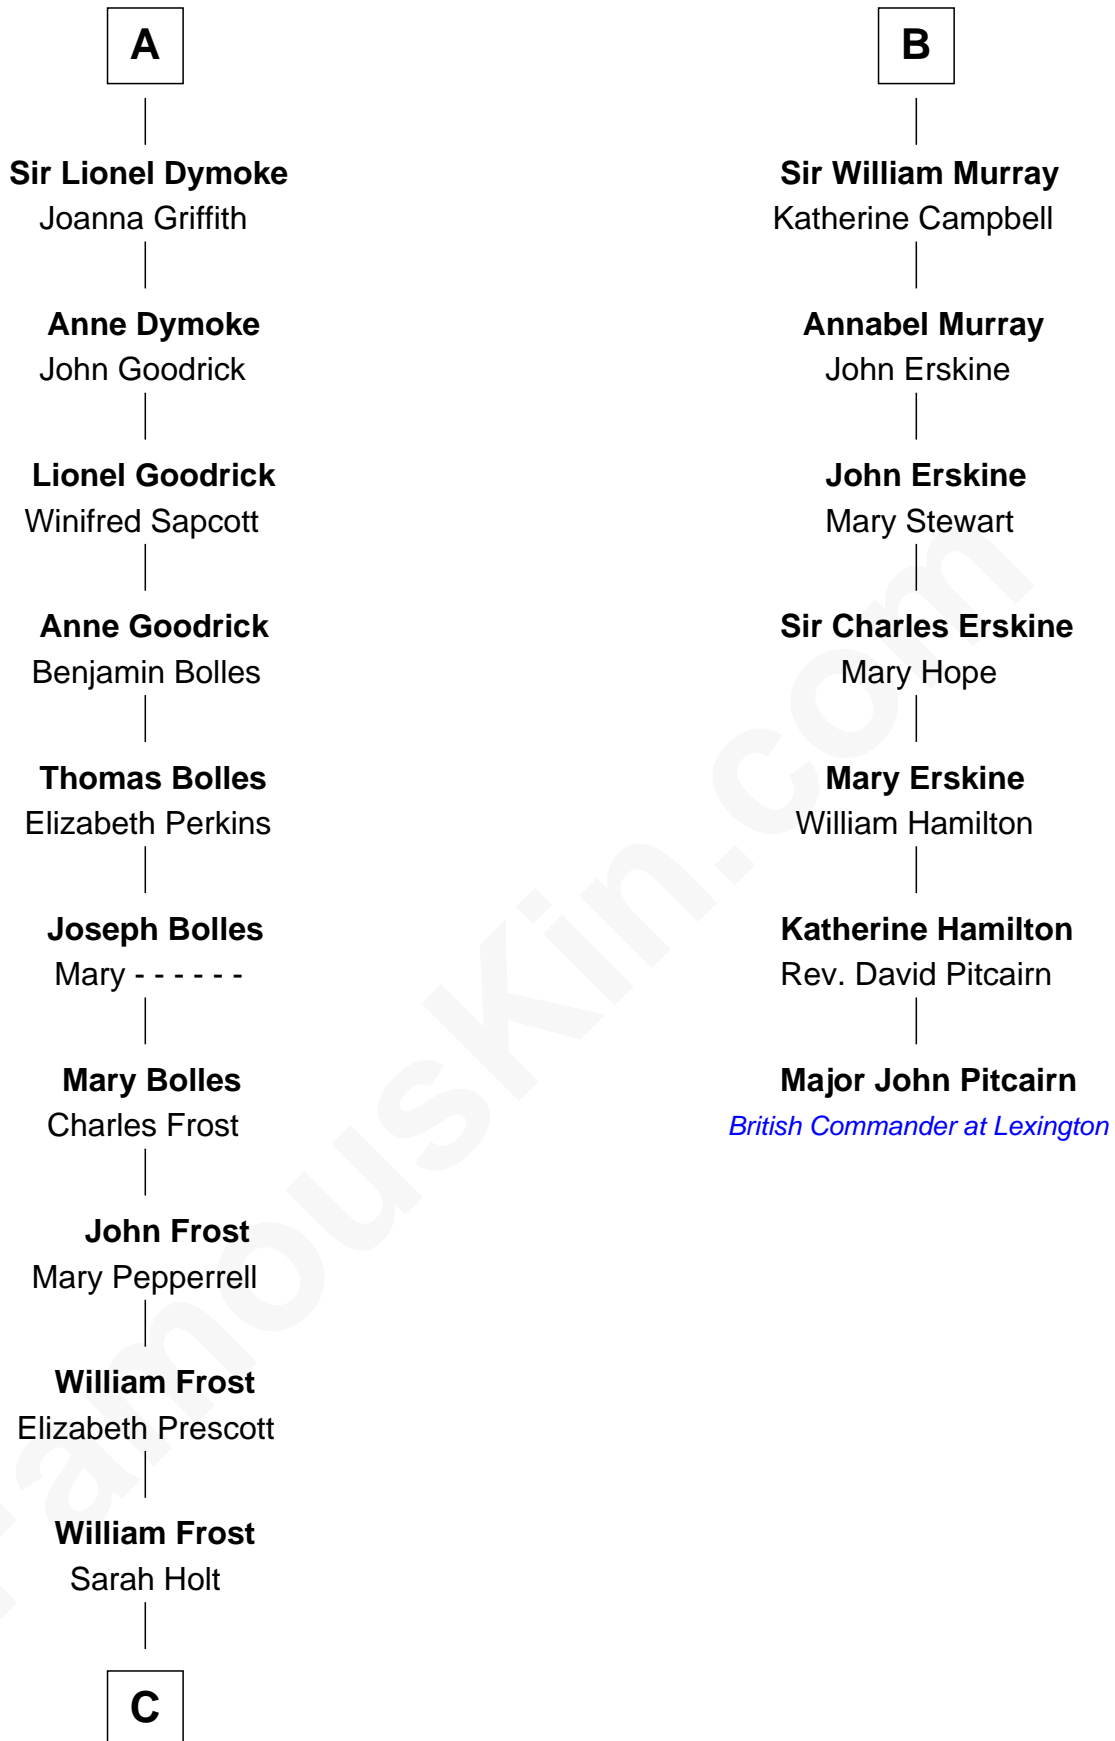 A
Sir Lionel Dymoke
Joanna Griffith
Anne Dymoke
John Goodrick
Lionel Goodrick
Winifred Sapcott
Anne Goodrick
Benjamin Bolles
Thomas Bolles
Elizabeth Perkins
Joseph Bolles
Mary - - - - - -
Mary Bolles
Charles Frost
John Frost
Mary Pepperrell
William Frost
Elizabeth Prescott
William Frost
Sarah Holt
C
B
Sir William Murray
Katherine Campbell
Annabel Murray
John Erskine
John Erskine
Mary Stewart
Sir Charles Erskine
Mary Hope
Mary Erskine
William Hamilton
Katherine Hamilton
Rev. David Pitcairn
Major John Pitcairn
British Commander at Lexington
FamousKin.com